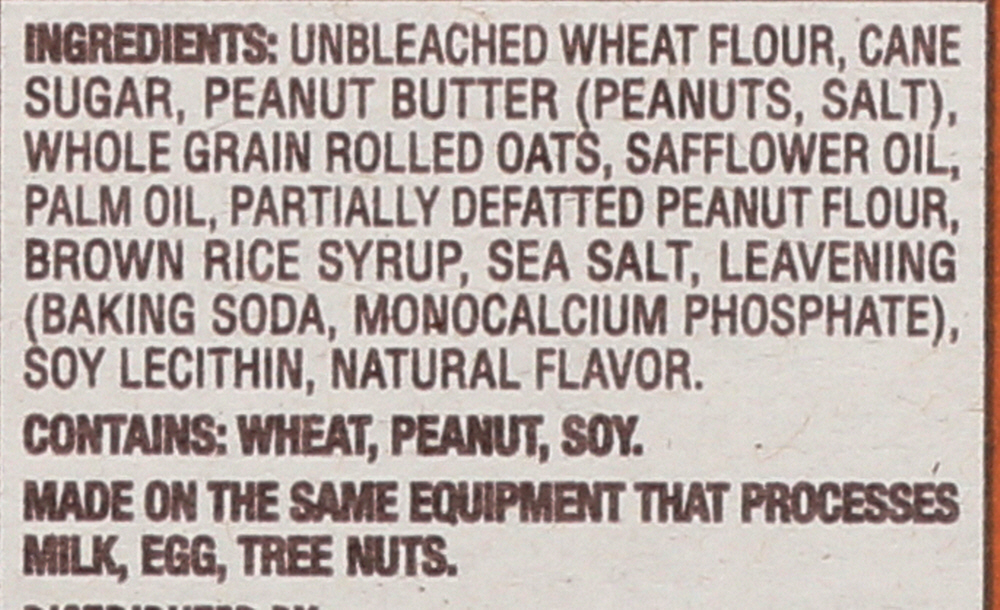 INGREDIENTS: UNBLEACHED WHEAT FLOUR, CANE
SUGAR, PEANUT BUTTER (PEANUTS, SALT),
WHOLE GRAIN ROLLED OATS, SAFFLOWER OIL,
PALM OIL, PARTIALLY DEFATTED PEANUT FLOUR,
BROWN RICE SYRUP, SEA SALT, LEAVENING
(BAKING SODA, MONOCALCIUM PHOSPHATE),
SOY LECITHIN, NATURAL FLAVOR.
CONTAINS: WHEAT, PEANUT, SOY.
MADE ON THE SAME EQUIPMENT THAT PROCESSES
MILK, EGG, TREE NUTS.